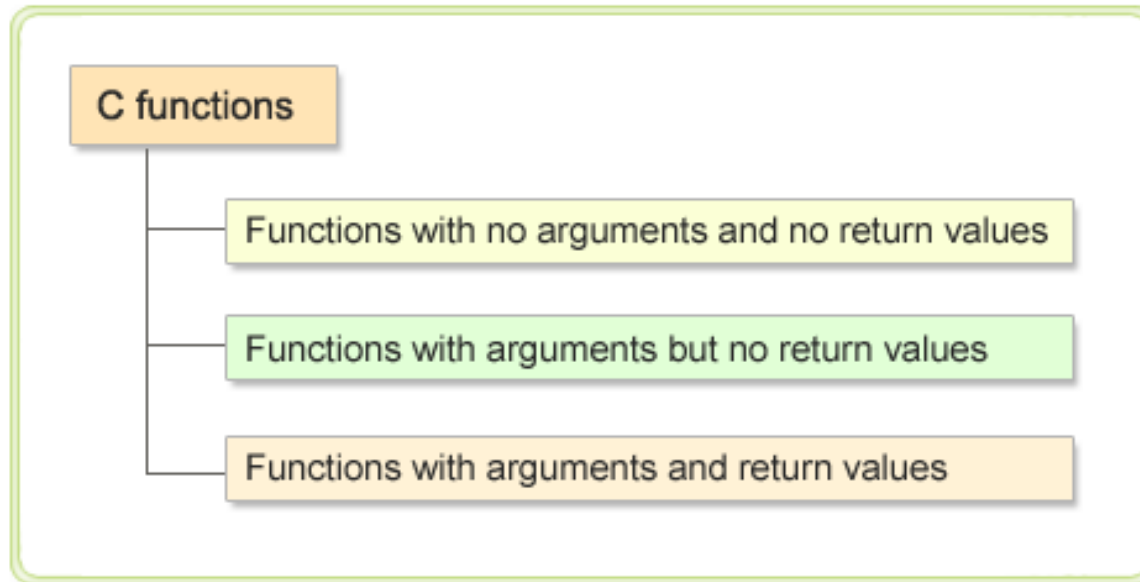 C functions
Functions with no arguments and no return values
Functions with arguments but no return values
Functions with arguments and return values